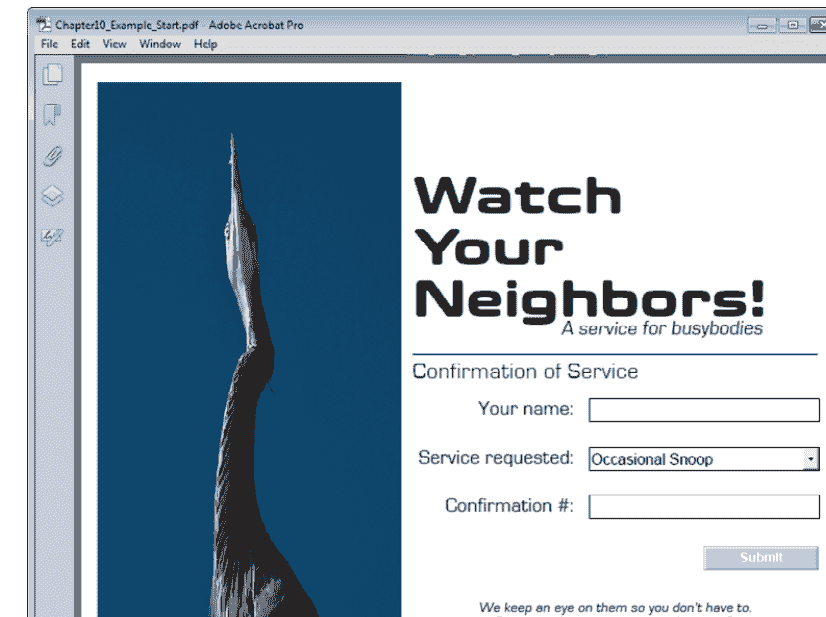 Chapter10_Example_Start.pdf - Adobe Acrobat Pro
File Edit View Window Help
Watch
Your
Neighbors!
A service for busybodies
Confirmation of Service
Your name:
Service requested: Occasional Snoop
Confirmation #:
Submit
We keep an eye on them so you don't have to.